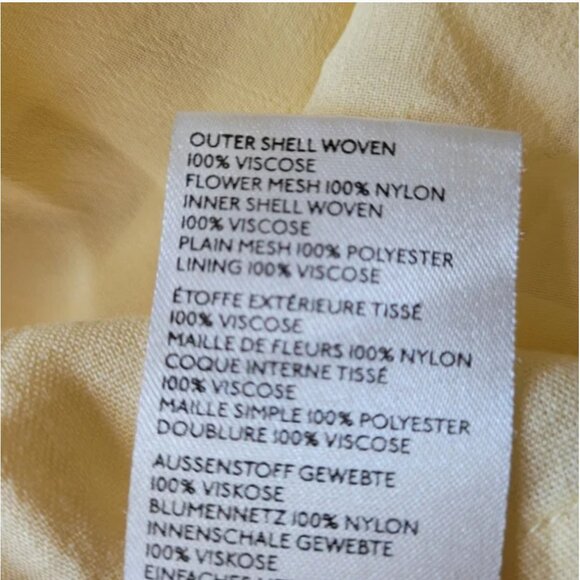 OUTER SHELL WOVEN
100% VISCOSE
FLOWER MESH 100% NYLON
INNER SHELL WOVEN
100% VISCOSE
PLAIN MESH 100% POLYESTER
LINING 100% VISCOSE
ÉTOFFE EXTÉRIEURE TISSÉ
100% VISCOSE
MAILLE DE FLEURS 100% NYLON
COQUE INTERNE TISSÉ
100% VISCOSE
MAILLE SIMPLE 100% POLYESTER
DOUBLURE 100% VISCOSE
AUSSENSTOFF GEWEBTE
100% VISKOSE
BLUMENNETZ 100% NYLON
INNENSCHALE GEWEBTE
100% VISKOSE